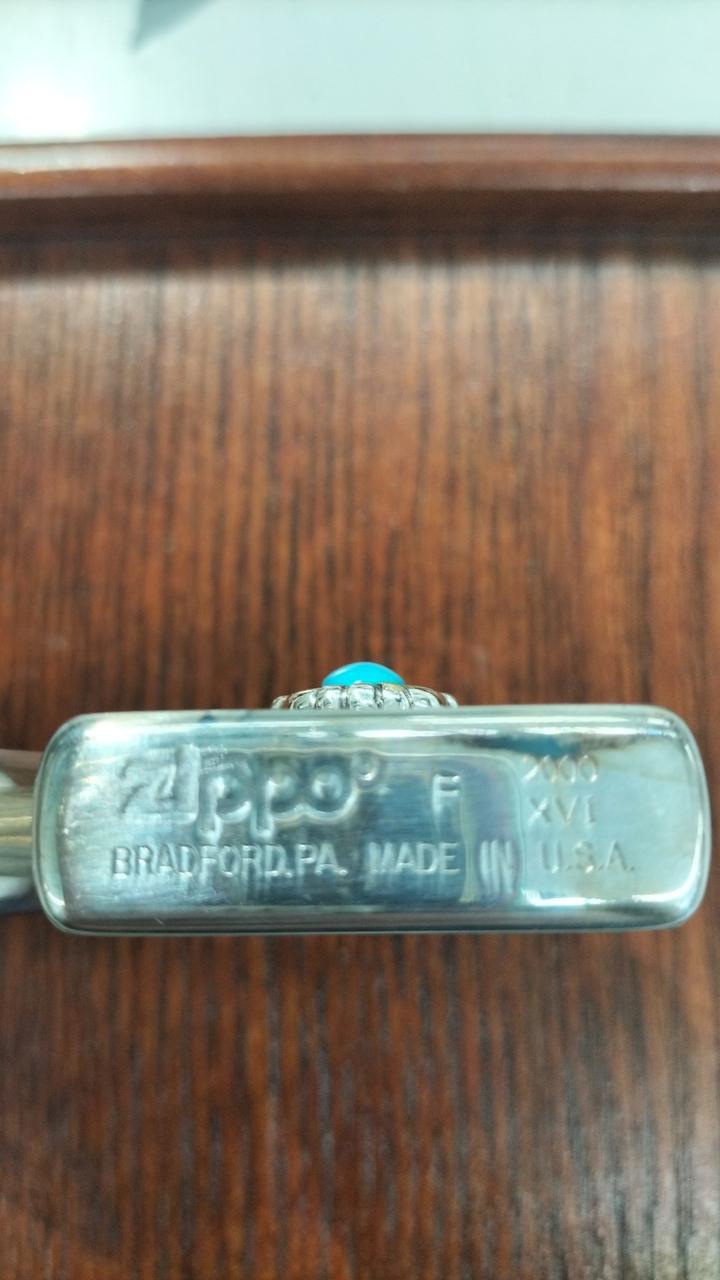 Zippo® F 2000
XVI
BRADFORD.PA. MADE IN U.S.A.